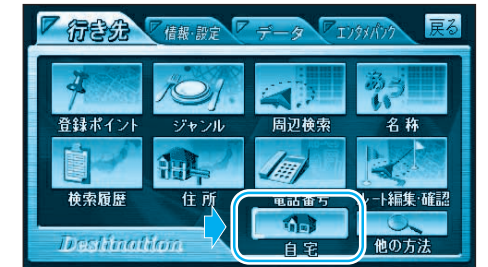 行き先 情報・設定 データ エンタメバンク 戻る
登録ポイント ジャンル 周辺検索 名称
検索履歴 住所 電話番号 ルート編集・確認
Destination 自宅 他の方法